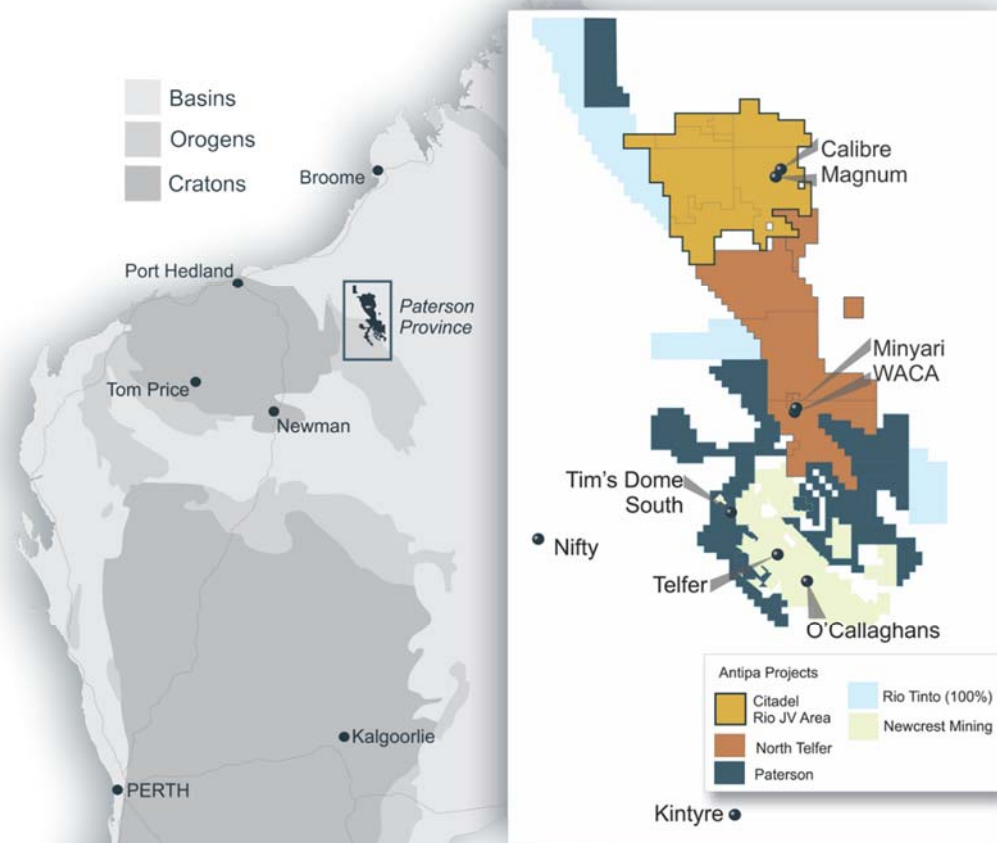 Basins
Orogens
Cratons
Broome
Port Hedland
Paterson
Province
Tom Price
Newman
Kalgoorlie
PERTH
Calibre
Magnum
Minyari
WACA
Tim's Dome
South
Nifty
Telfer
O'Callaghans
Antipa Projects
Citadel
Rio JV Area
North Telfer
Paterson
Rio Tinto (100%)
Newcrest Mining
Kintyre